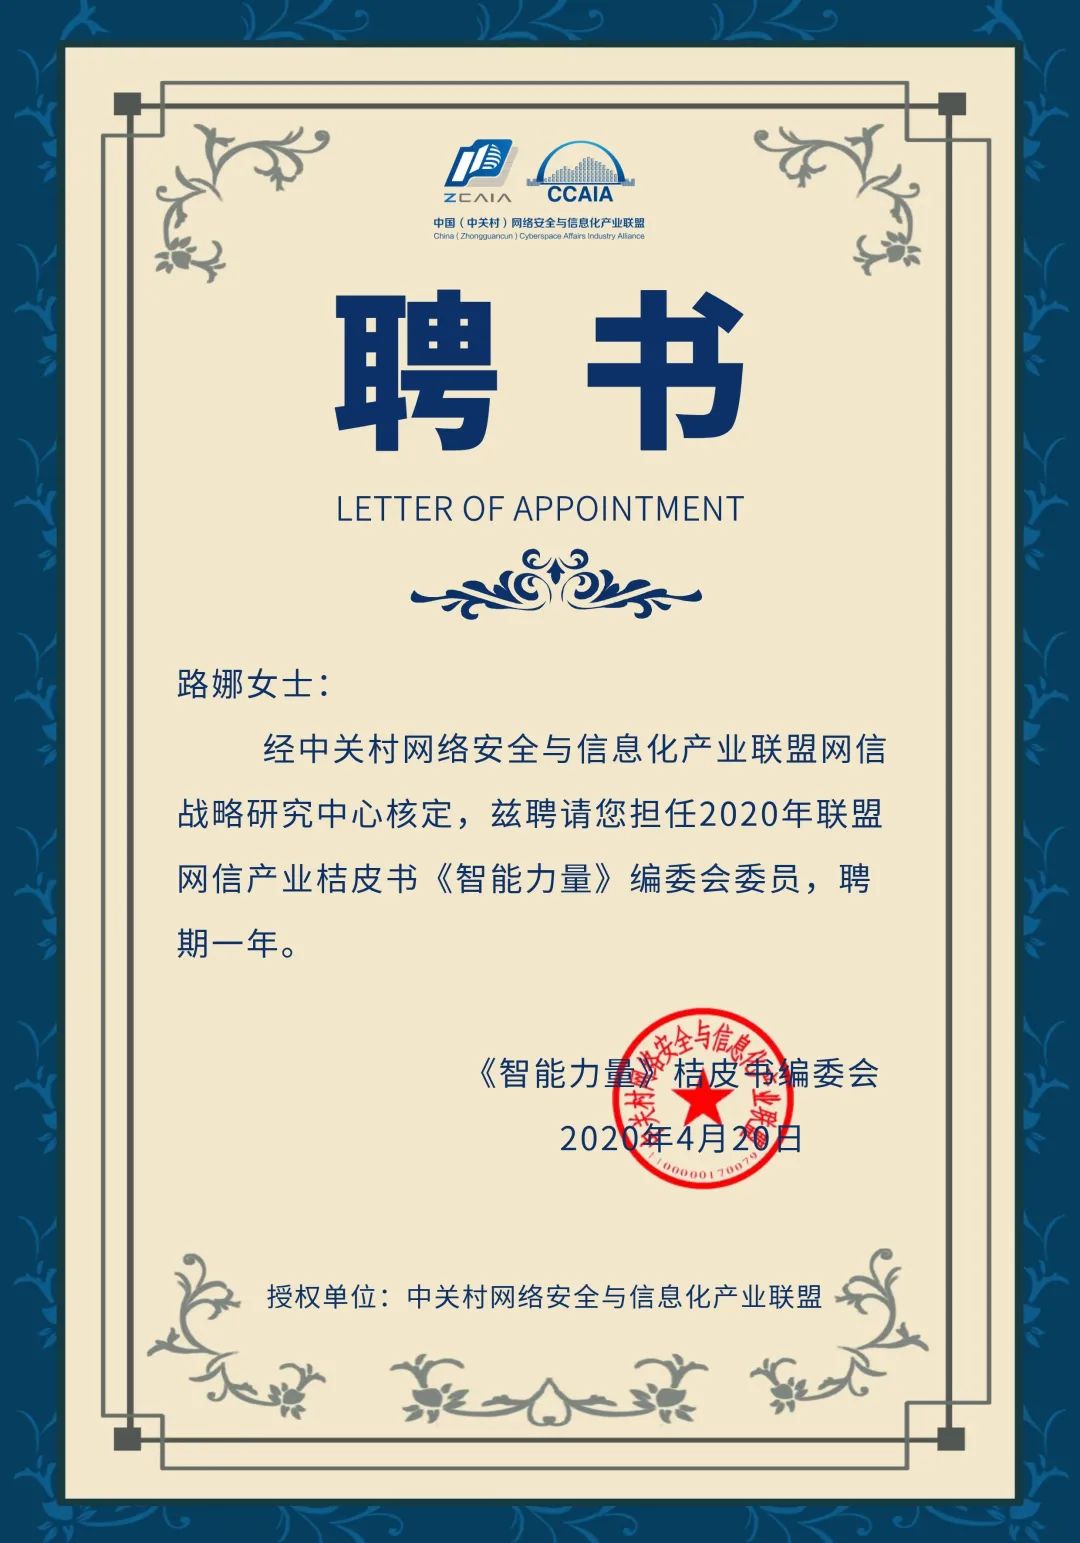 ZCAIA
CCAIA
中国（中关村）网络安全与信息化产业联盟
China ( Zhongguancun ) Cyberspace Affairs Industry Alliance
聘书
LETTER OF APPOINTMENT
路娜女士：
经中关村网络安全与信息化产业联盟网信
战略研究中心核定，兹聘请您担任2020年联盟
网信产业桔皮书《智能力量》编委会委员，聘
期一年。
《智能力量》桔皮书编委会
2020年4月20日
中关村网络安全与信息化产业联盟
1100000170079
授权单位：中关村网络安全与信息化产业联盟